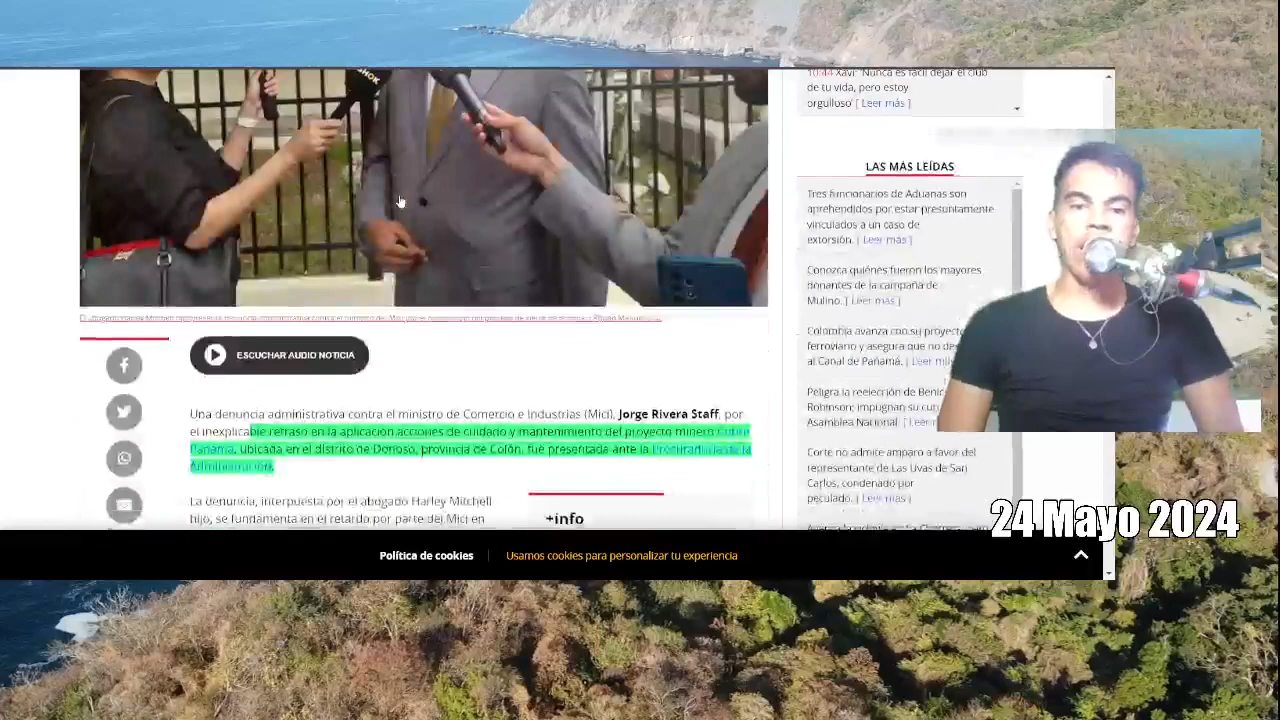 10:44 Xavi: 'Nunca es fácil dejar el club
de tu vida, pero estoy
orgulloso' [ Leer más ]
LAS MÁS LEÍDAS
Tres funcionarios de Aduanas son
aprehendidos por estar presuntamente
vinculados a un caso de
extorsión. [ Leer más ]
Conozca quiénes fueron los mayores
donantes de la campaña de
Mulino. [ Leer más ]
Colombia avanza con su proyecto
ferroviario y asegura que no de
al Canal de Panamá. [ Leer más
Peligra la reelección de Benic
Robinson; impugnan su cu
Asamblea Nacional. [ Leer
Corte no admite amparo a favor del
representante de Las Uvas de San
Carlos, condenado por
peculado. [ Leer más ]
ESCUCHAR AUDIO NOTICIA
Una denuncia administrativa contra el ministro de Comercio e Industrias (Mici), Jorge Rivera Staff, por
el inexplicable retraso en la aplicación acciones de cuidado y mantenimiento del proyecto minero Cobre
Panamá, ubicada en el distrito de Donoso, provincia de Colón, fue presentada ante la Procuraduría de la
Administración.
La denuncia, interpuesta por el abogado Harley Mitchell
hijo, se fundamenta en el retardo por parte del Mici en
+info
24 Mayo 2024
Política de cookies
Usamos cookies para personalizar tu experiencia